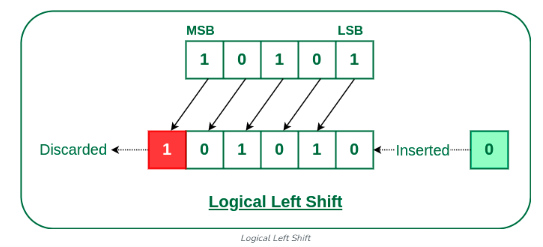 MSB LSB
1 0 1 0 1
Discarded 1 0 1 0 1 0 Inserted 0
Logical Left Shift
Logical Left Shift